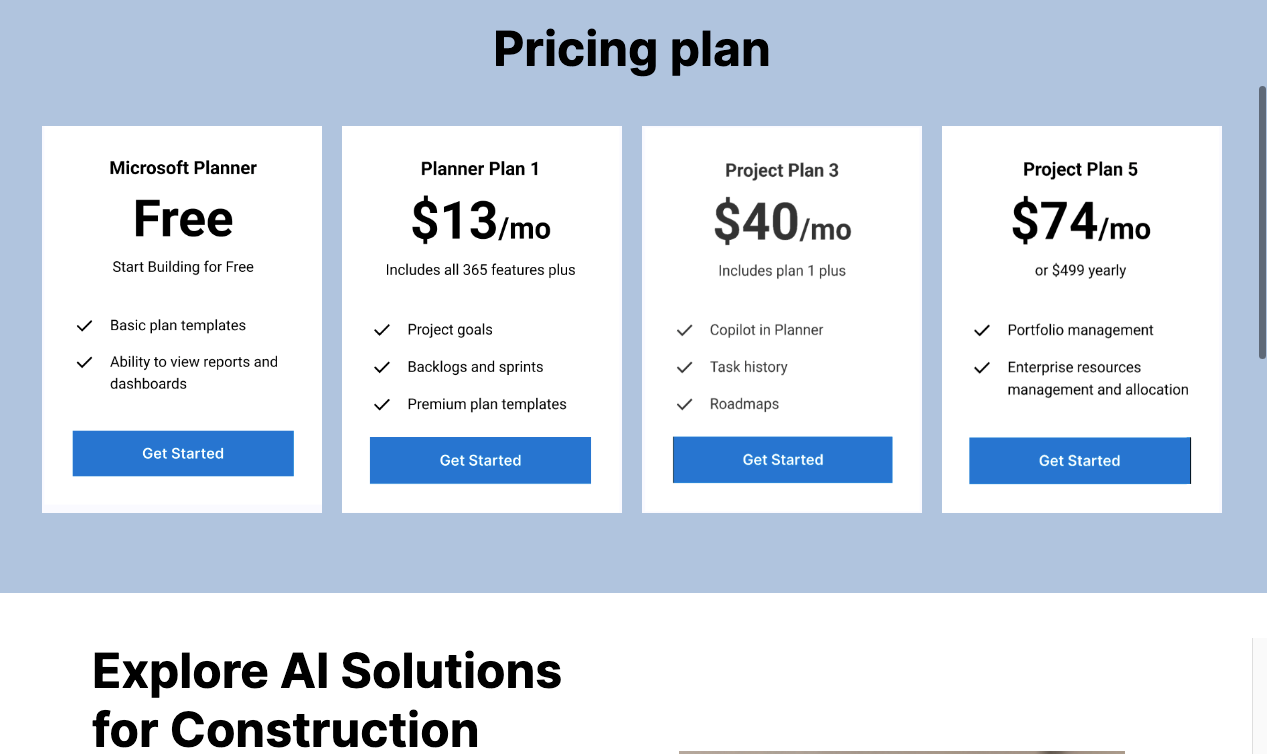 Pricing plan
Microsoft Planner
Free
Start Building for Free
Basic plan templates
Ability to view reports and
dashboards
Get Started
Planner Plan 1
$13/mo
Includes all 365 features plus
Project goals
Backlogs and sprints
Premium plan templates
Get Started
Project Plan 3
$40/mo
Includes plan 1 plus
Copilot in Planner
Task history
Roadmaps
Get Started
Project Plan 5
$74/mo
or $499 yearly
Portfolio management
Enterprise resources
management and allocation
Get Started
Explore AI Solutions
for Construction